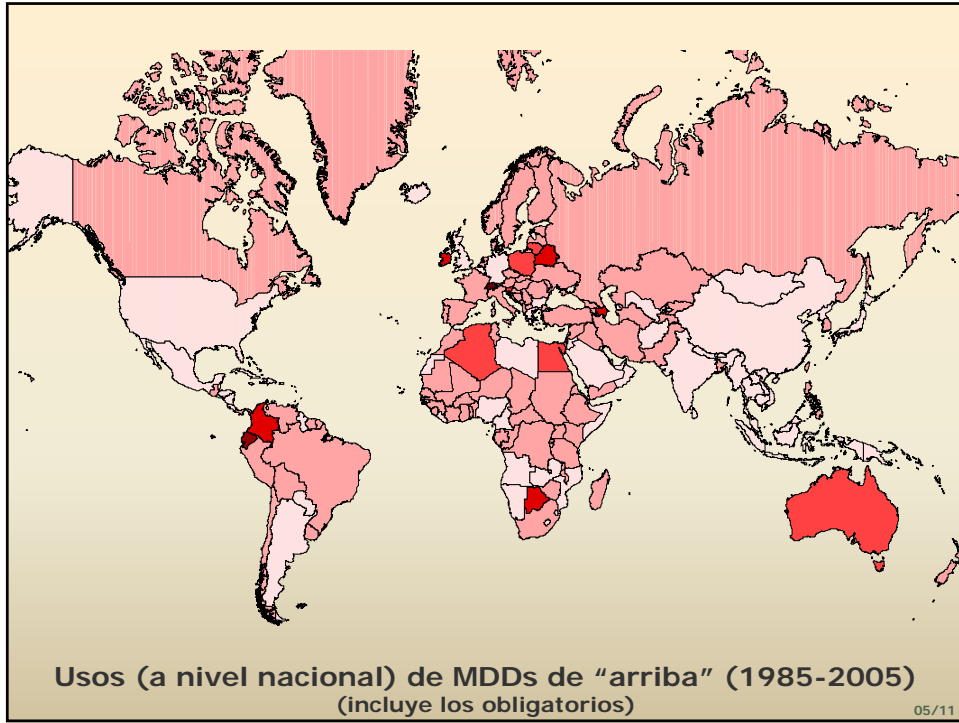 Usos (a nivel nacional) de MDDs de “arriba” (1985-2005)
(incluye los obligatorios)
05/11